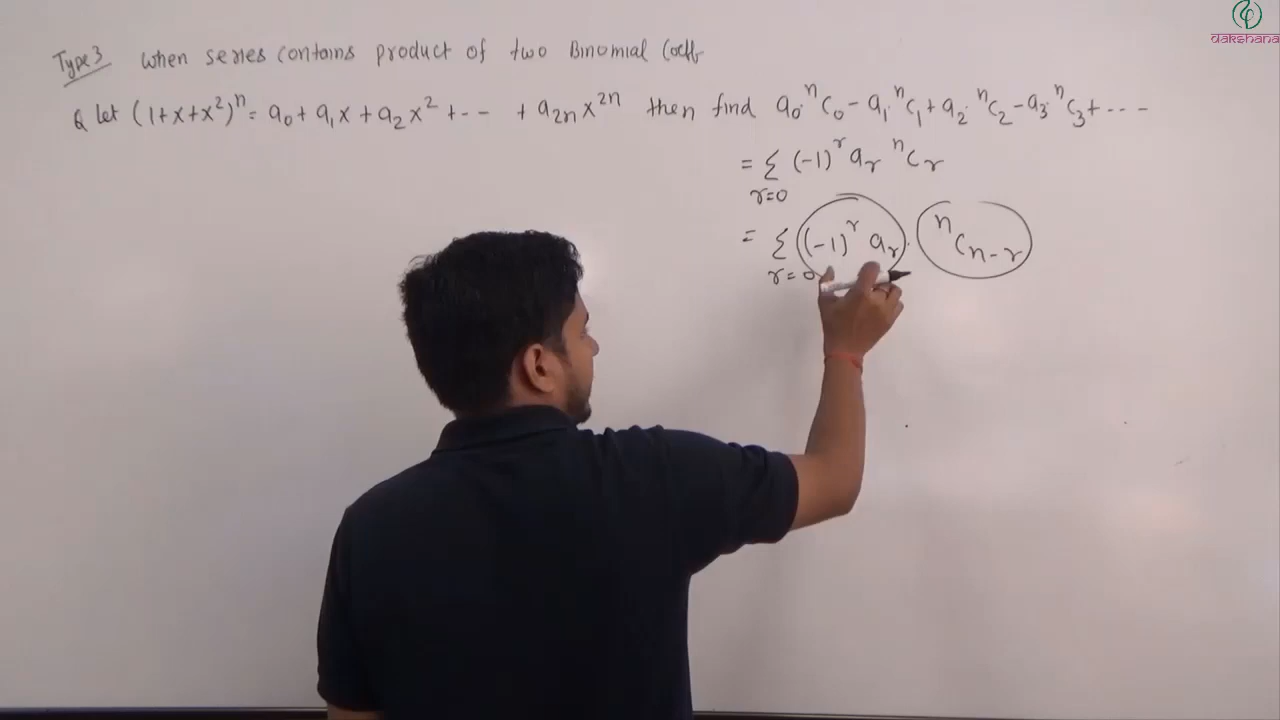 Type 3 When series contains product of two Binomial Coeff
Q let (1+x+x²)ⁿ = a₀ + a₁x + a₂x² + -- -- + a₂ₙx²ⁿ then find a₀·ⁿC₀ - a₁·ⁿC₁ + a₂·ⁿC₂ - a₃·ⁿC₃ + - - - -
= Σ (-1)ʳ aᵣ ⁿCᵣ
r=0
= Σ (-1)ʳ aᵣ · ⁿCₙ₋ᵣ
r=0
dakshana